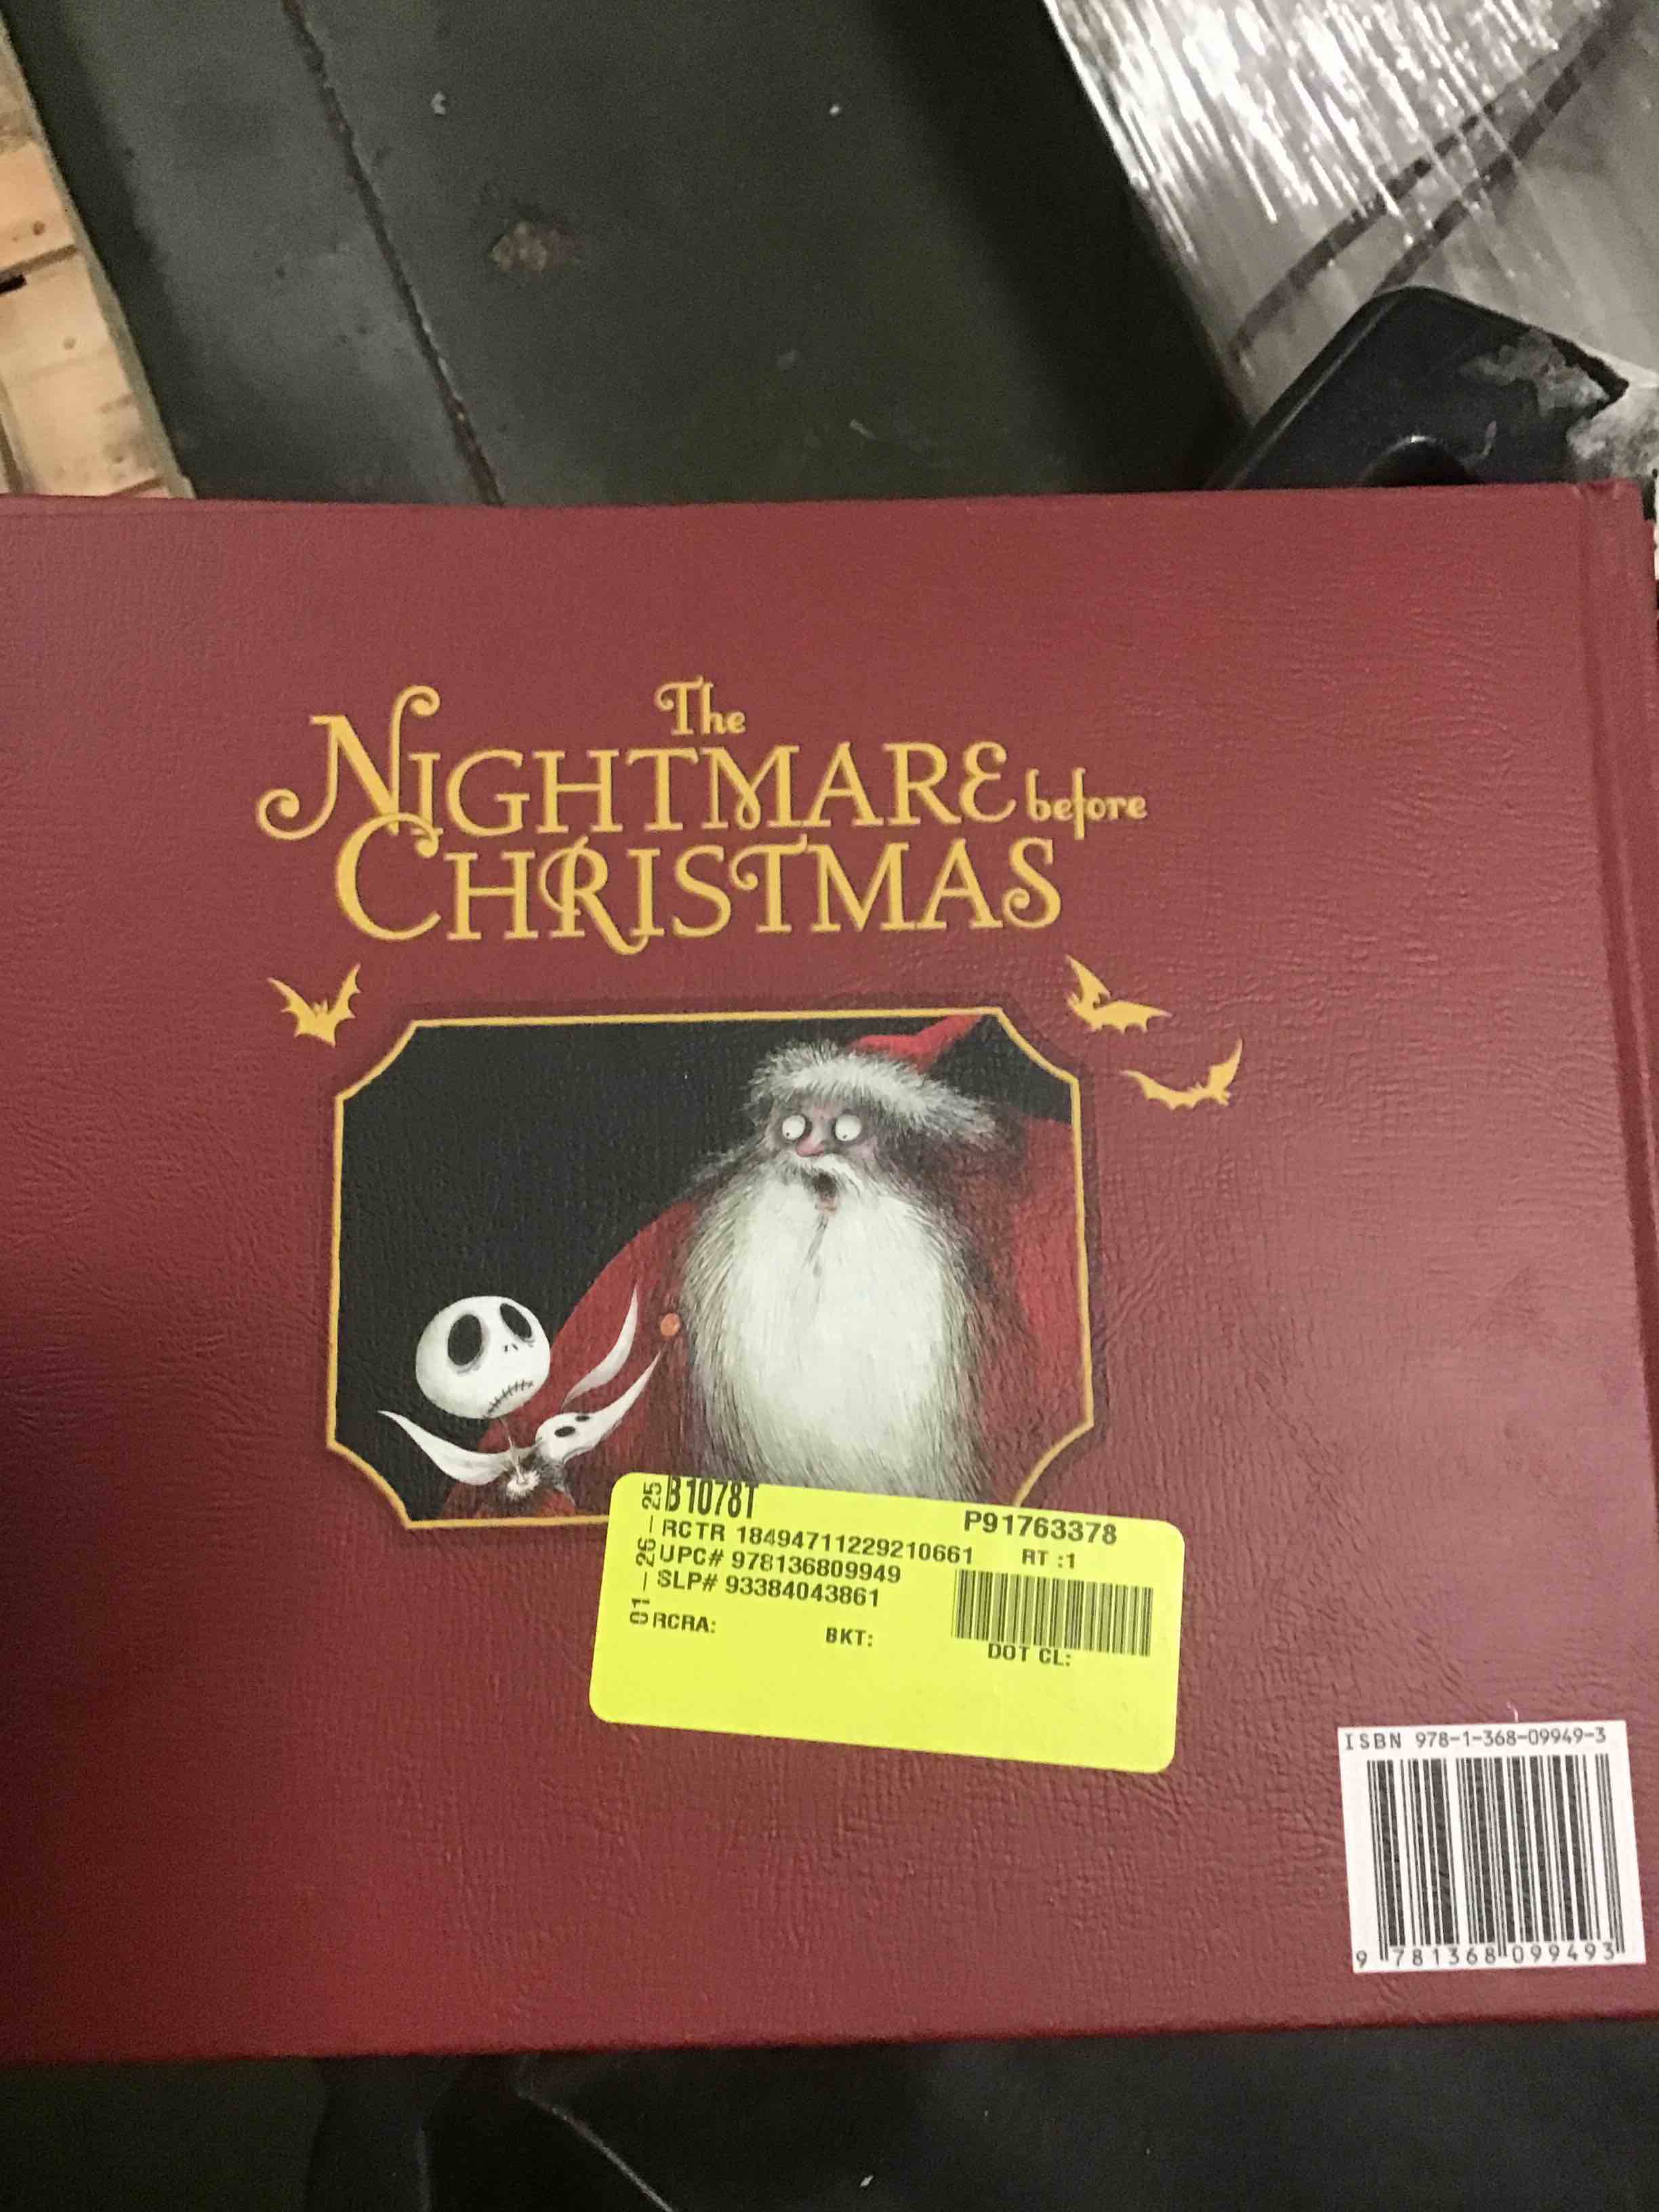 The
NIGHTMARE before
CHRISTMAS
B1078T
P91763378
RCTR 18494711229210661 RT :1
UPC# 978136809949
SLP# 93384043861
RCRA: BKT: DOT CL:
01-26-25
ISBN 978-1-368-09949-3
9 781368 099493